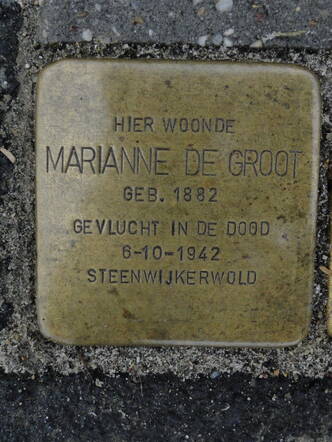 HIER WOONDE
MARIANNE DE GROOT
GEB. 1882
GEVLUCHT IN DE DOOD
6-10-1942
STEENWIJKERWOLD